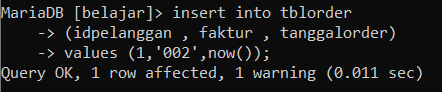 MariaDB [belajar]> insert into tblorder
    -> (idpelanggan , faktur , tanggalorder)
    -> values (1,'002',now());
Query OK, 1 row affected, 1 warning (0.011 sec)